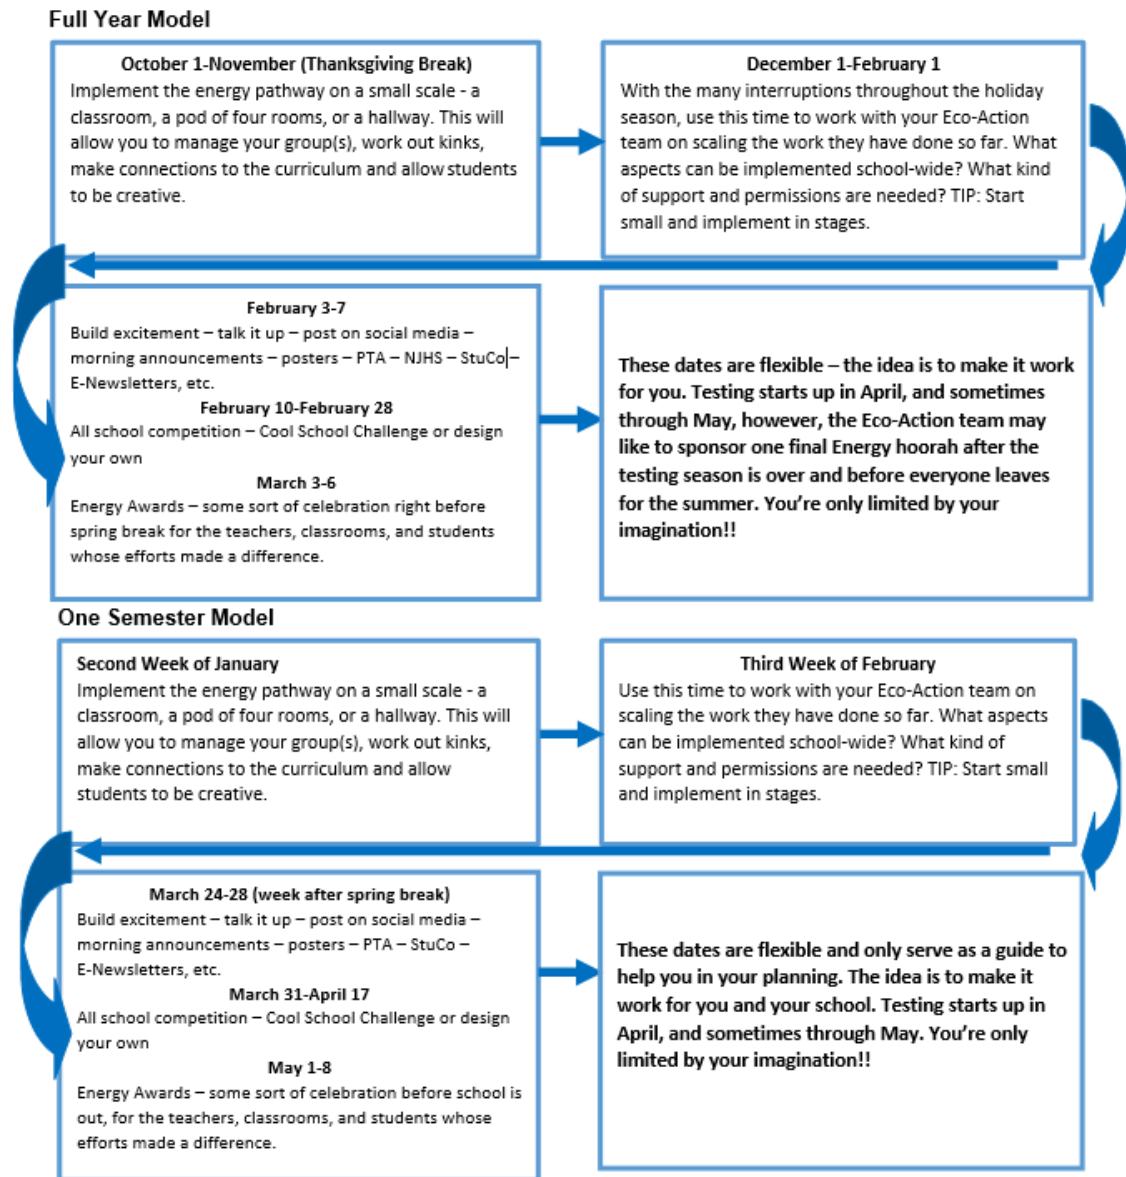 Full Year Model
October 1-November (Thanksgiving Break)
Implement the energy pathway on a small scale - a
classroom, a pod of four rooms, or a hallway. This will
allow you to manage your group(s), work out kinks,
make connections to the curriculum and allow students
to be creative.
December 1-February 1
With the many interruptions throughout the holiday
season, use this time to work with your Eco-Action
team on scaling the work they have done so far. What
aspects can be implemented school-wide? What kind
of support and permissions are needed? TIP: Start
small and implement in stages.
February 3-7
Build excitement – talk it up – post on social media –
morning announcements – posters – PTA – NJHS – StuCo –
E-Newsletters, etc.
February 10-February 28
All school competition – Cool School Challenge or design
your own
March 3-6
Energy Awards – some sort of celebration right before
spring break for the teachers, classrooms, and students
whose efforts made a difference.
These dates are flexible – the idea is to make it work
for you. Testing starts up in April, and sometimes
through May, however, the Eco-Action team may
like to sponsor one final Energy hoorah after the
testing season is over and before everyone leaves
for the summer. You’re only limited by your
imagination!!
One Semester Model
Second Week of January
Implement the energy pathway on a small scale - a
classroom, a pod of four rooms, or a hallway. This will
allow you to manage your group(s), work out kinks,
make connections to the curriculum and allow
students to be creative.
Third Week of February
Use this time to work with your Eco-Action team on
scaling the work they have done so far. What aspects
can be implemented school-wide? What kind of
support and permissions are needed? TIP: Start small
and implement in stages.
March 24-28 (week after spring break)
Build excitement – talk it up – post on social media –
morning announcements – posters – PTA – StuCo –
E-Newsletters, etc.
March 31-April 17
All school competition – Cool School Challenge or design
your own
May 1-8
Energy Awards – some sort of celebration before school is
out, for the teachers, classrooms, and students whose
efforts made a difference.
These dates are flexible and only serve as a guide to
help you in your planning. The idea is to make it
work for you and your school. Testing starts up in
April, and sometimes through May. You’re only
limited by your imagination!!